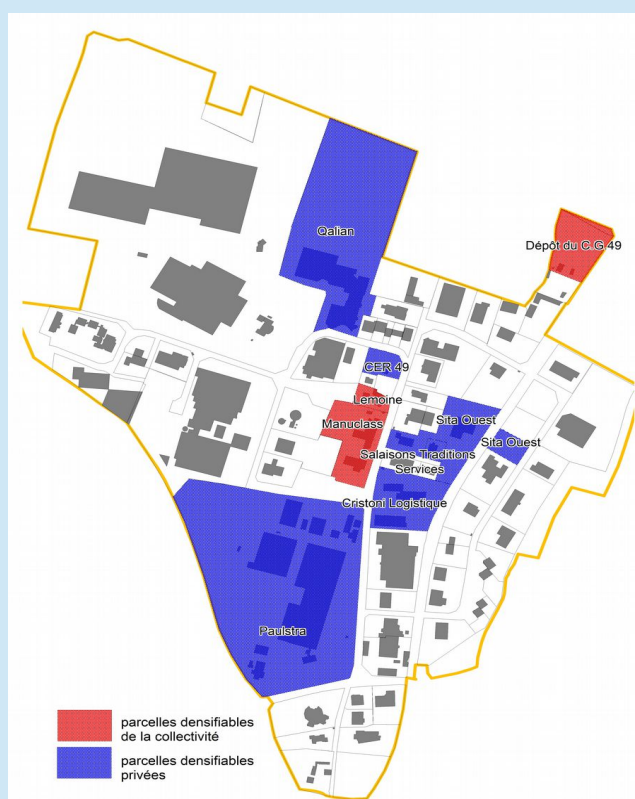 Qalian
Dépôt du C.G 49
CER 49
Lemoine
Manuclass
Sita Ouest
Sita Ouest
Salaisons Traditions
Services
Cristoni Logistique
Paulstra
parcelles densifiables
de la collectivité
parcelles densifiables
privées